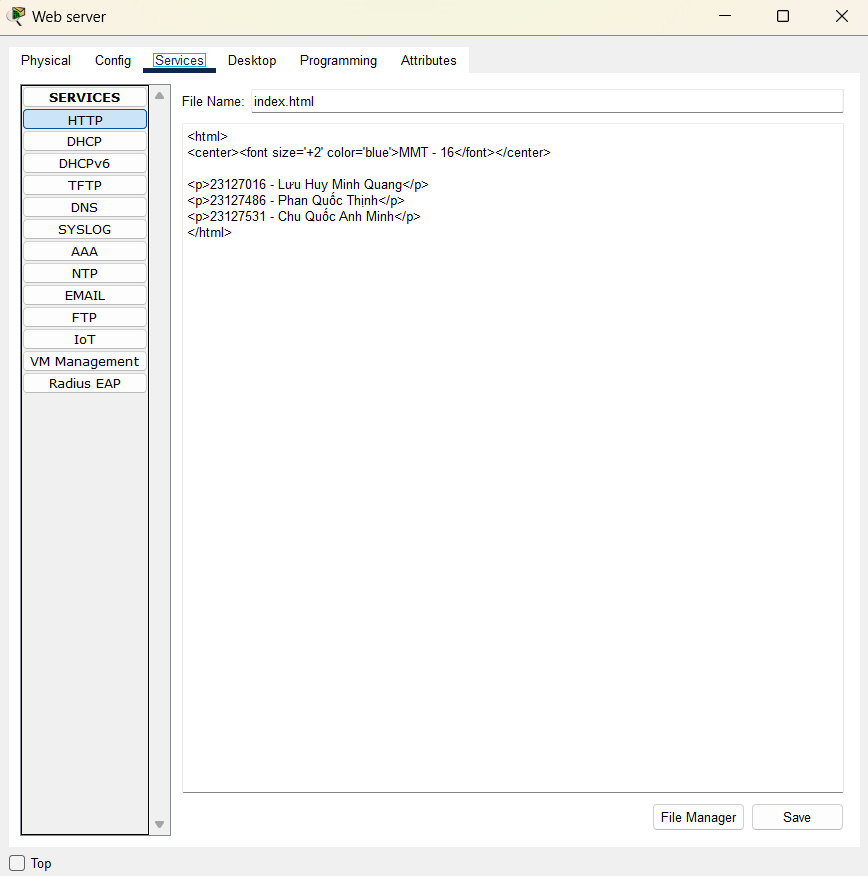 Web server
Physical Config Services Desktop Programming Attributes
SERVICES
HTTP
DHCP
DHCPv6
TFTP
DNS
SYSLOG
AAA
NTP
EMAIL
FTP
IoT
VM Management
Radius EAP
File Name: index.html
<html>
<center><font size='+2' color='blue'>MMT - 16</font></center>
<p>23127016 - Lưu Huy Minh Quang</p>
<p>23127486 - Phan Quốc Thịnh</p>
<p>23127531 - Chu Quốc Anh Minh</p>
</html>
File Manager Save
Top